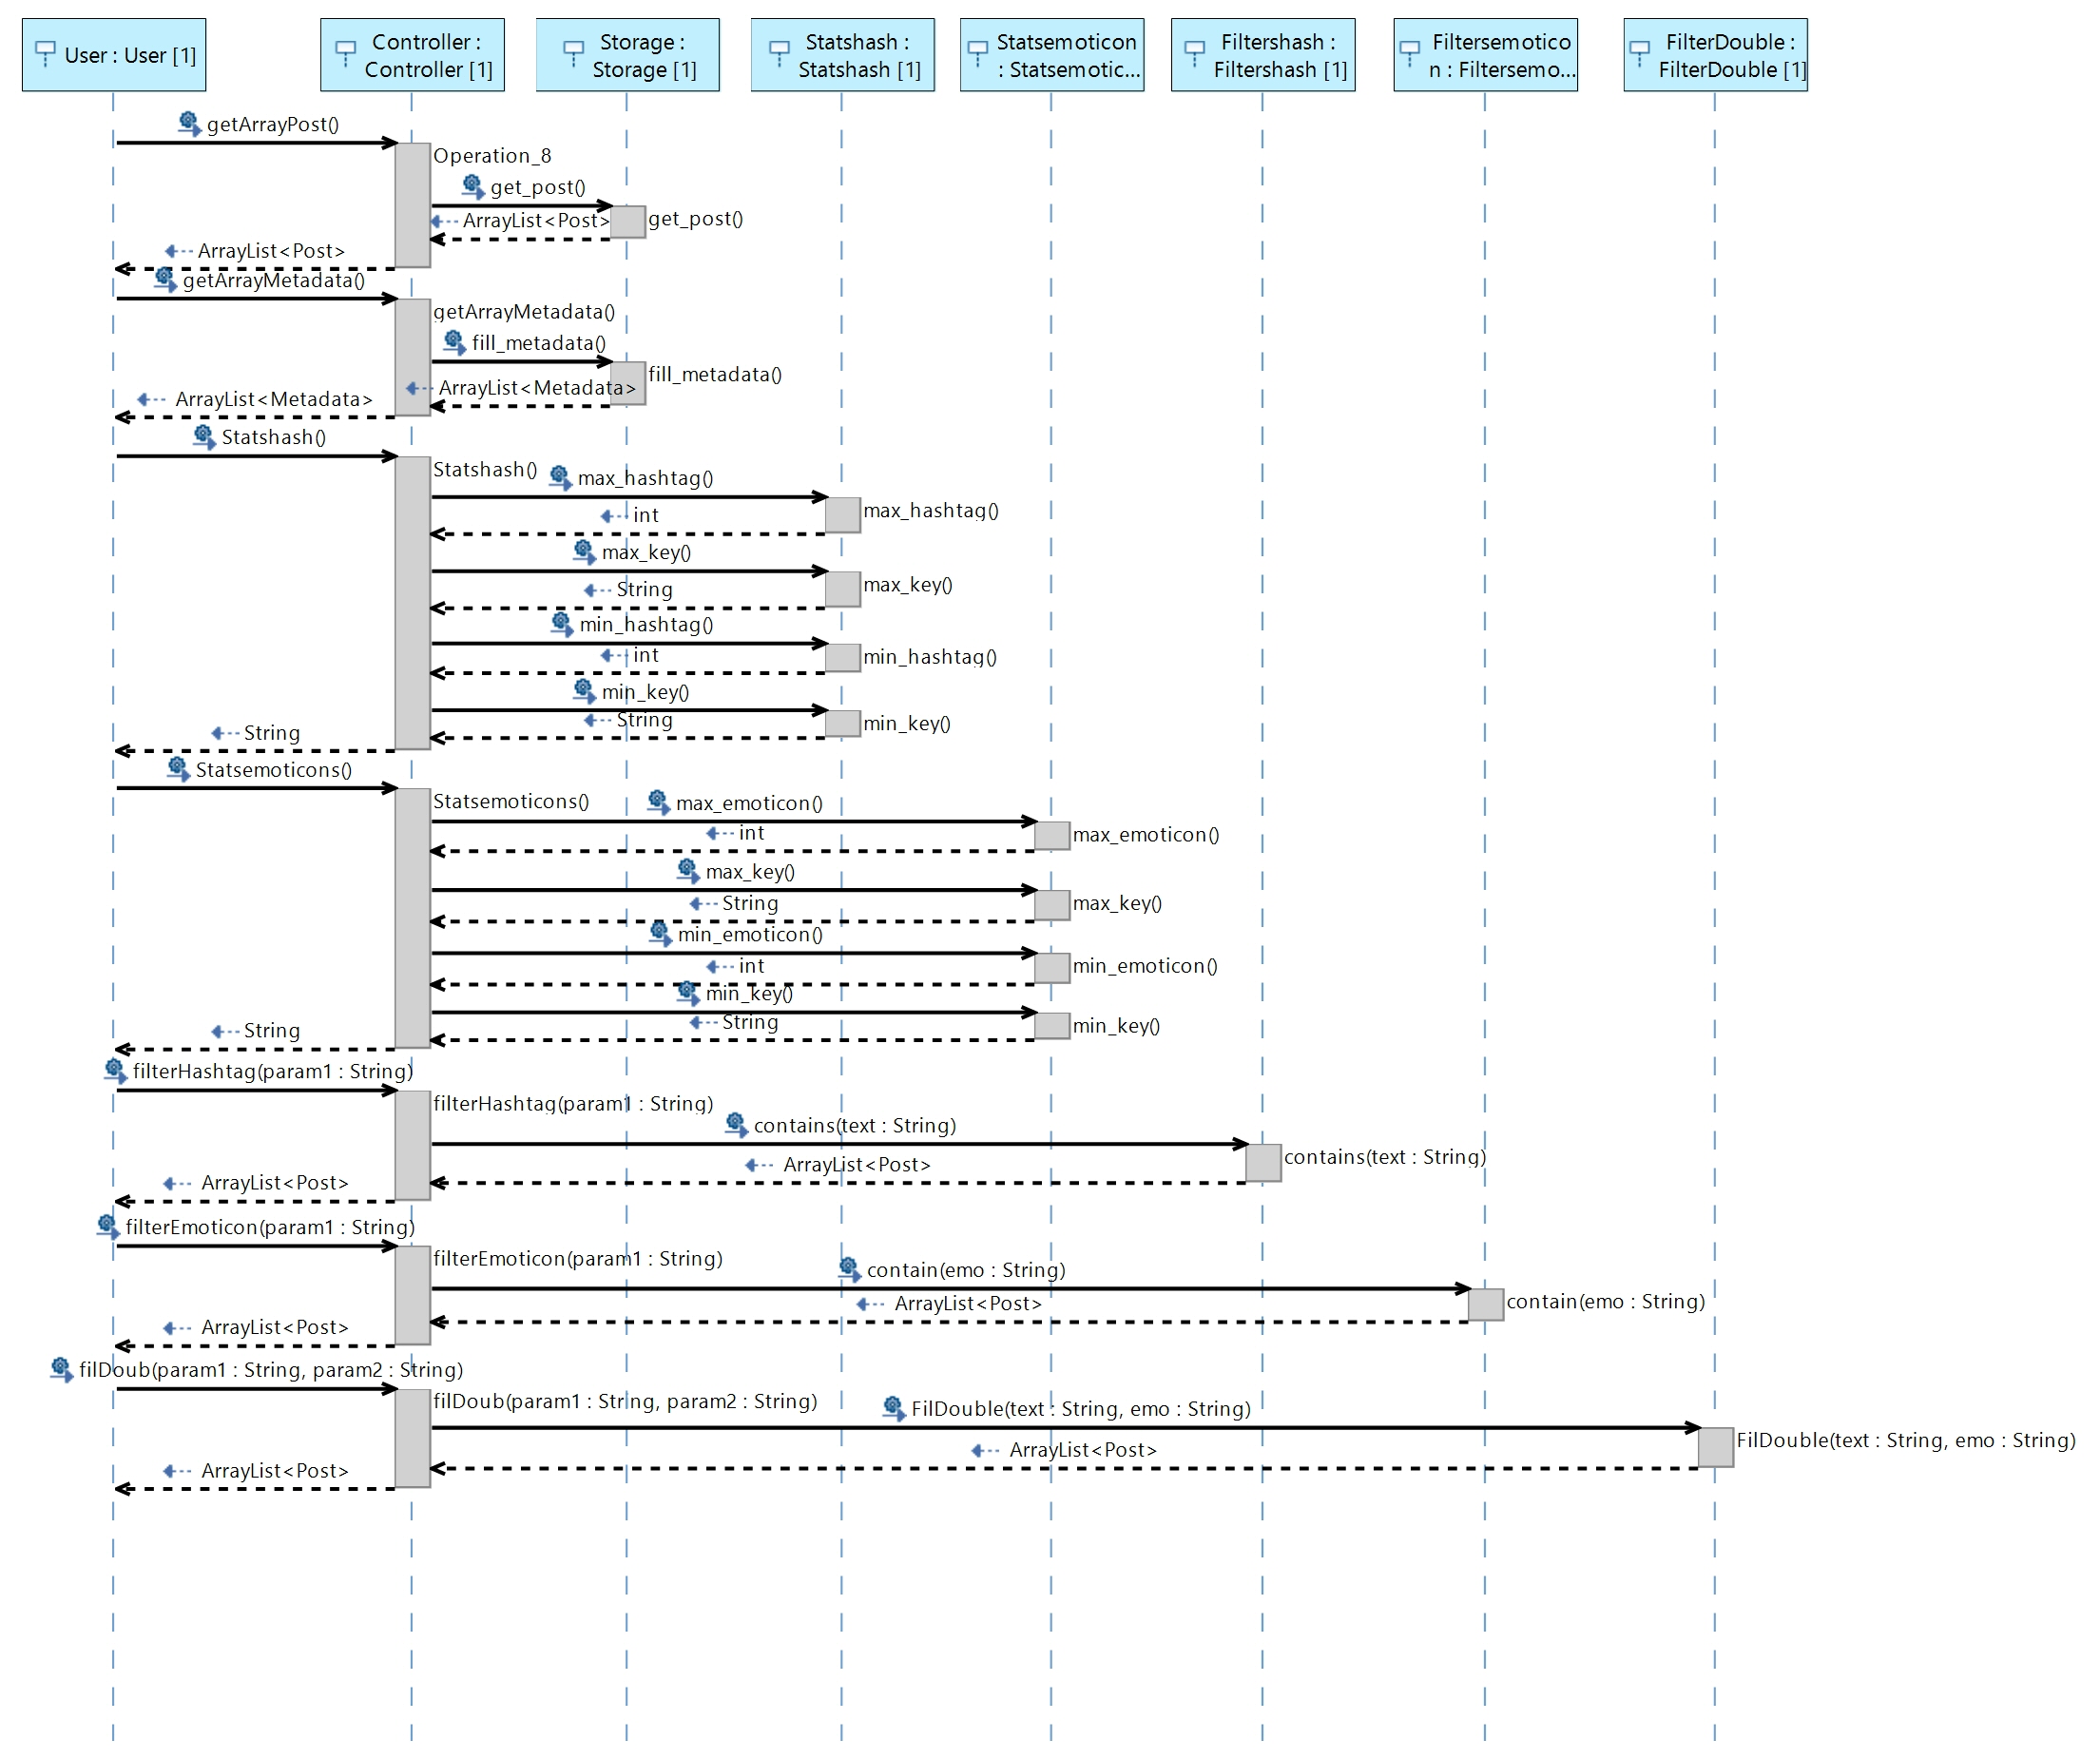 User : User [1]
Controller :
Controller [1]
Storage :
Storage [1]
Statshash :
Statshash [1]
Statsemoticon
: Statsemotic...
Filtershash :
Filtershash [1]
Filtersemotico
n : Filtersemo...
FilterDouble :
FilterDouble [1]
getArrayPost()
Operation_8
get_post()
ArrayList<Post>
get_post()
ArrayList<Post>
getArrayMetadata()
getArrayMetadata()
fill_metadata()
fill_metadata()
ArrayList<Metadata>
ArrayList<Metadata>
Statshash()
Statshash()
max_hashtag()
max_hashtag()
int
max_key()
max_key()
String
min_hashtag()
min_hashtag()
int
min_key()
min_key()
String
String
Statsemoticons()
Statsemoticons()
max_emoticon()
max_emoticon()
int
max_key()
max_key()
String
min_emoticon()
min_emoticon()
int
min_key()
min_key()
String
String
filterHashtag(param1 : String)
filterHashtag(param1 : String)
contains(text : String)
contains(text : String)
ArrayList<Post>
ArrayList<Post>
filterEmoticon(param1 : String)
filterEmoticon(param1 : String)
contain(emo : String)
contain(emo : String)
ArrayList<Post>
ArrayList<Post>
filDoub(param1 : String, param2 : String)
filDoub(param1 : String, param2 : String)
FilDouble(text : String, emo : String)
FilDouble(text : String, emo : String)
ArrayList<Post>
ArrayList<Post>